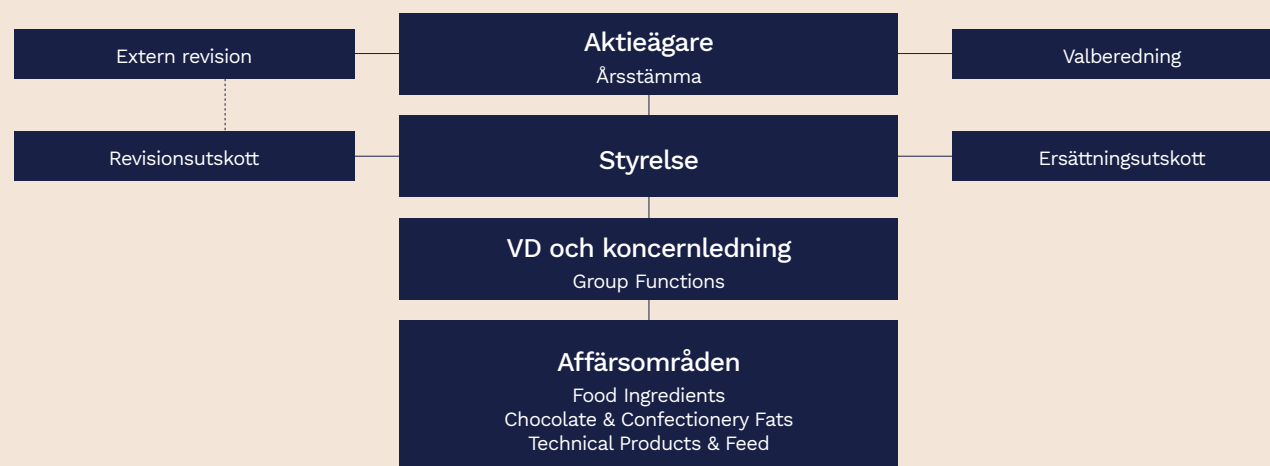 Aktieägare
Årsstämma
Extern revision
Valberedning
Styrelse
Revisionsutskott
Ersättningsutskott
VD och koncernledning
Group Functions
Affärsområden
Food Ingredients
Chocolate & Confectionery Fats
Technical Products & Feed